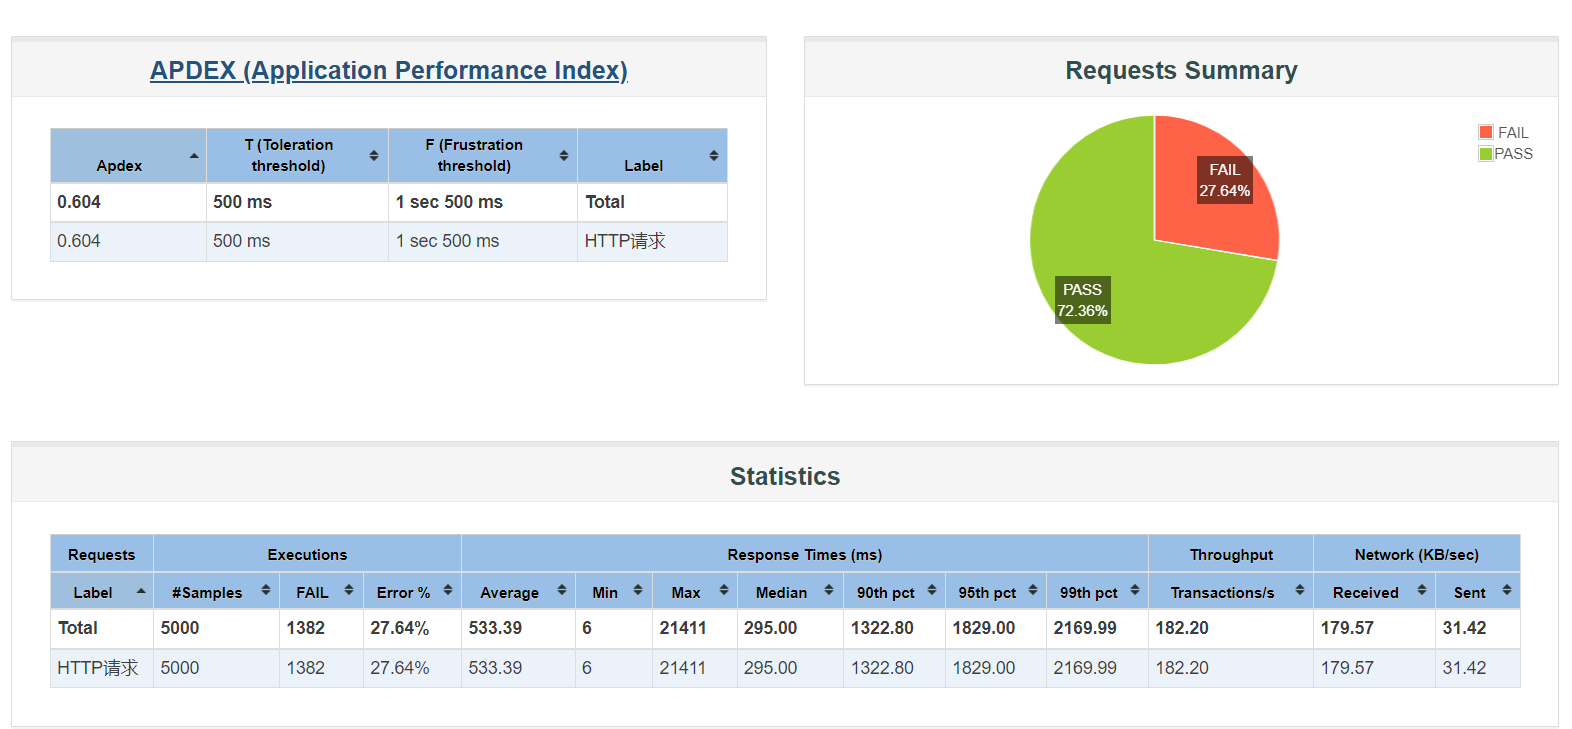 APDEX (Application Performance Index)
Apdex T (Toleration threshold) F (Frustration threshold) Label
0.604 500 ms 1 sec 500 ms Total
0.604 500 ms 1 sec 500 ms HTTP请求
Requests Summary
FAIL
PASS
FAIL
27.64%
PASS
72.36%
Statistics
Requests Executions Response Times (ms) Throughput Network (KB/sec)
Label #Samples FAIL Error % Average Min Max Median 90th pct 95th pct 99th pct Transactions/s Received Sent
Total 5000 1382 27.64% 533.39 6 21411 295.00 1322.80 1829.00 2169.99 182.20 179.57 31.42
HTTP请求 5000 1382 27.64% 533.39 6 21411 295.00 1322.80 1829.00 2169.99 182.20 179.57 31.42